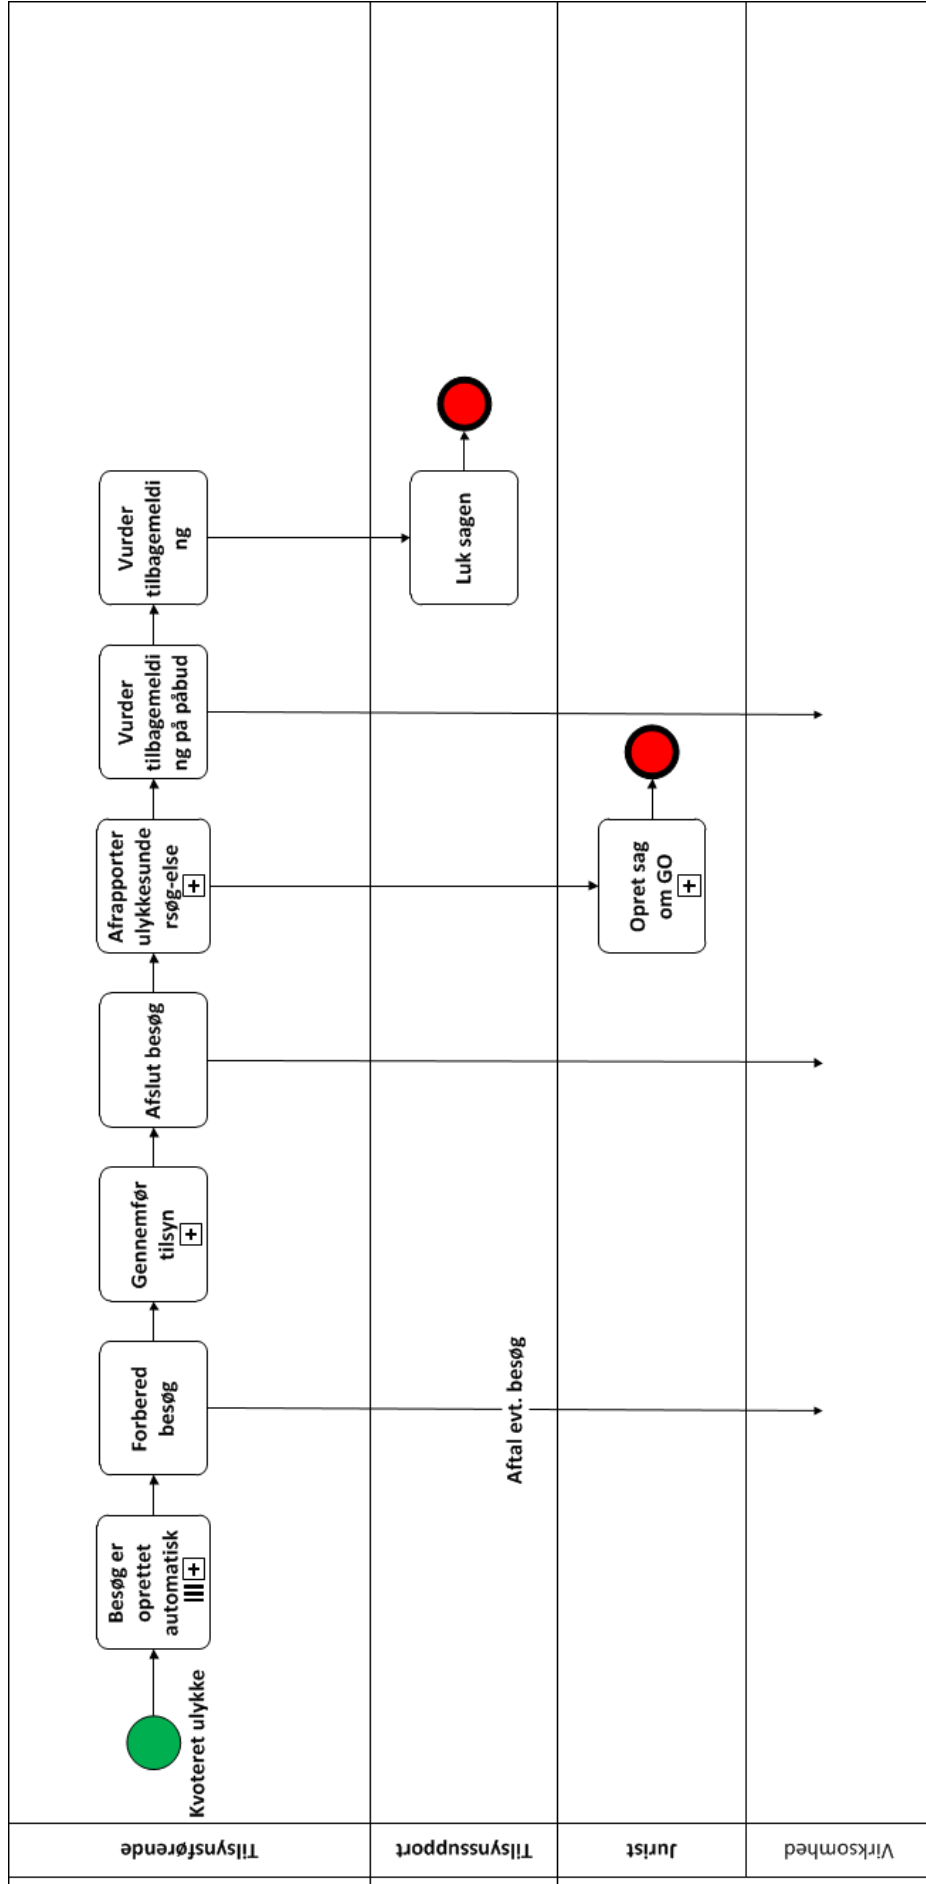 Tilsynsførende
Kvoteret ulykke
Besøg er
oprettet
automatisk
Forbered
besøg
Gennemfør
tilsyn
Afslut besøg
Afrapporter
ulykkesunde
rsøg-else
Vurder
tilbagemeldi
ng på påbud
Vurder
tilbagemeldi
ng
Tilsynssupport
Aftal evt. besøg
Luk sagen
Jurist
Opret sag
om GO
Virksomhed